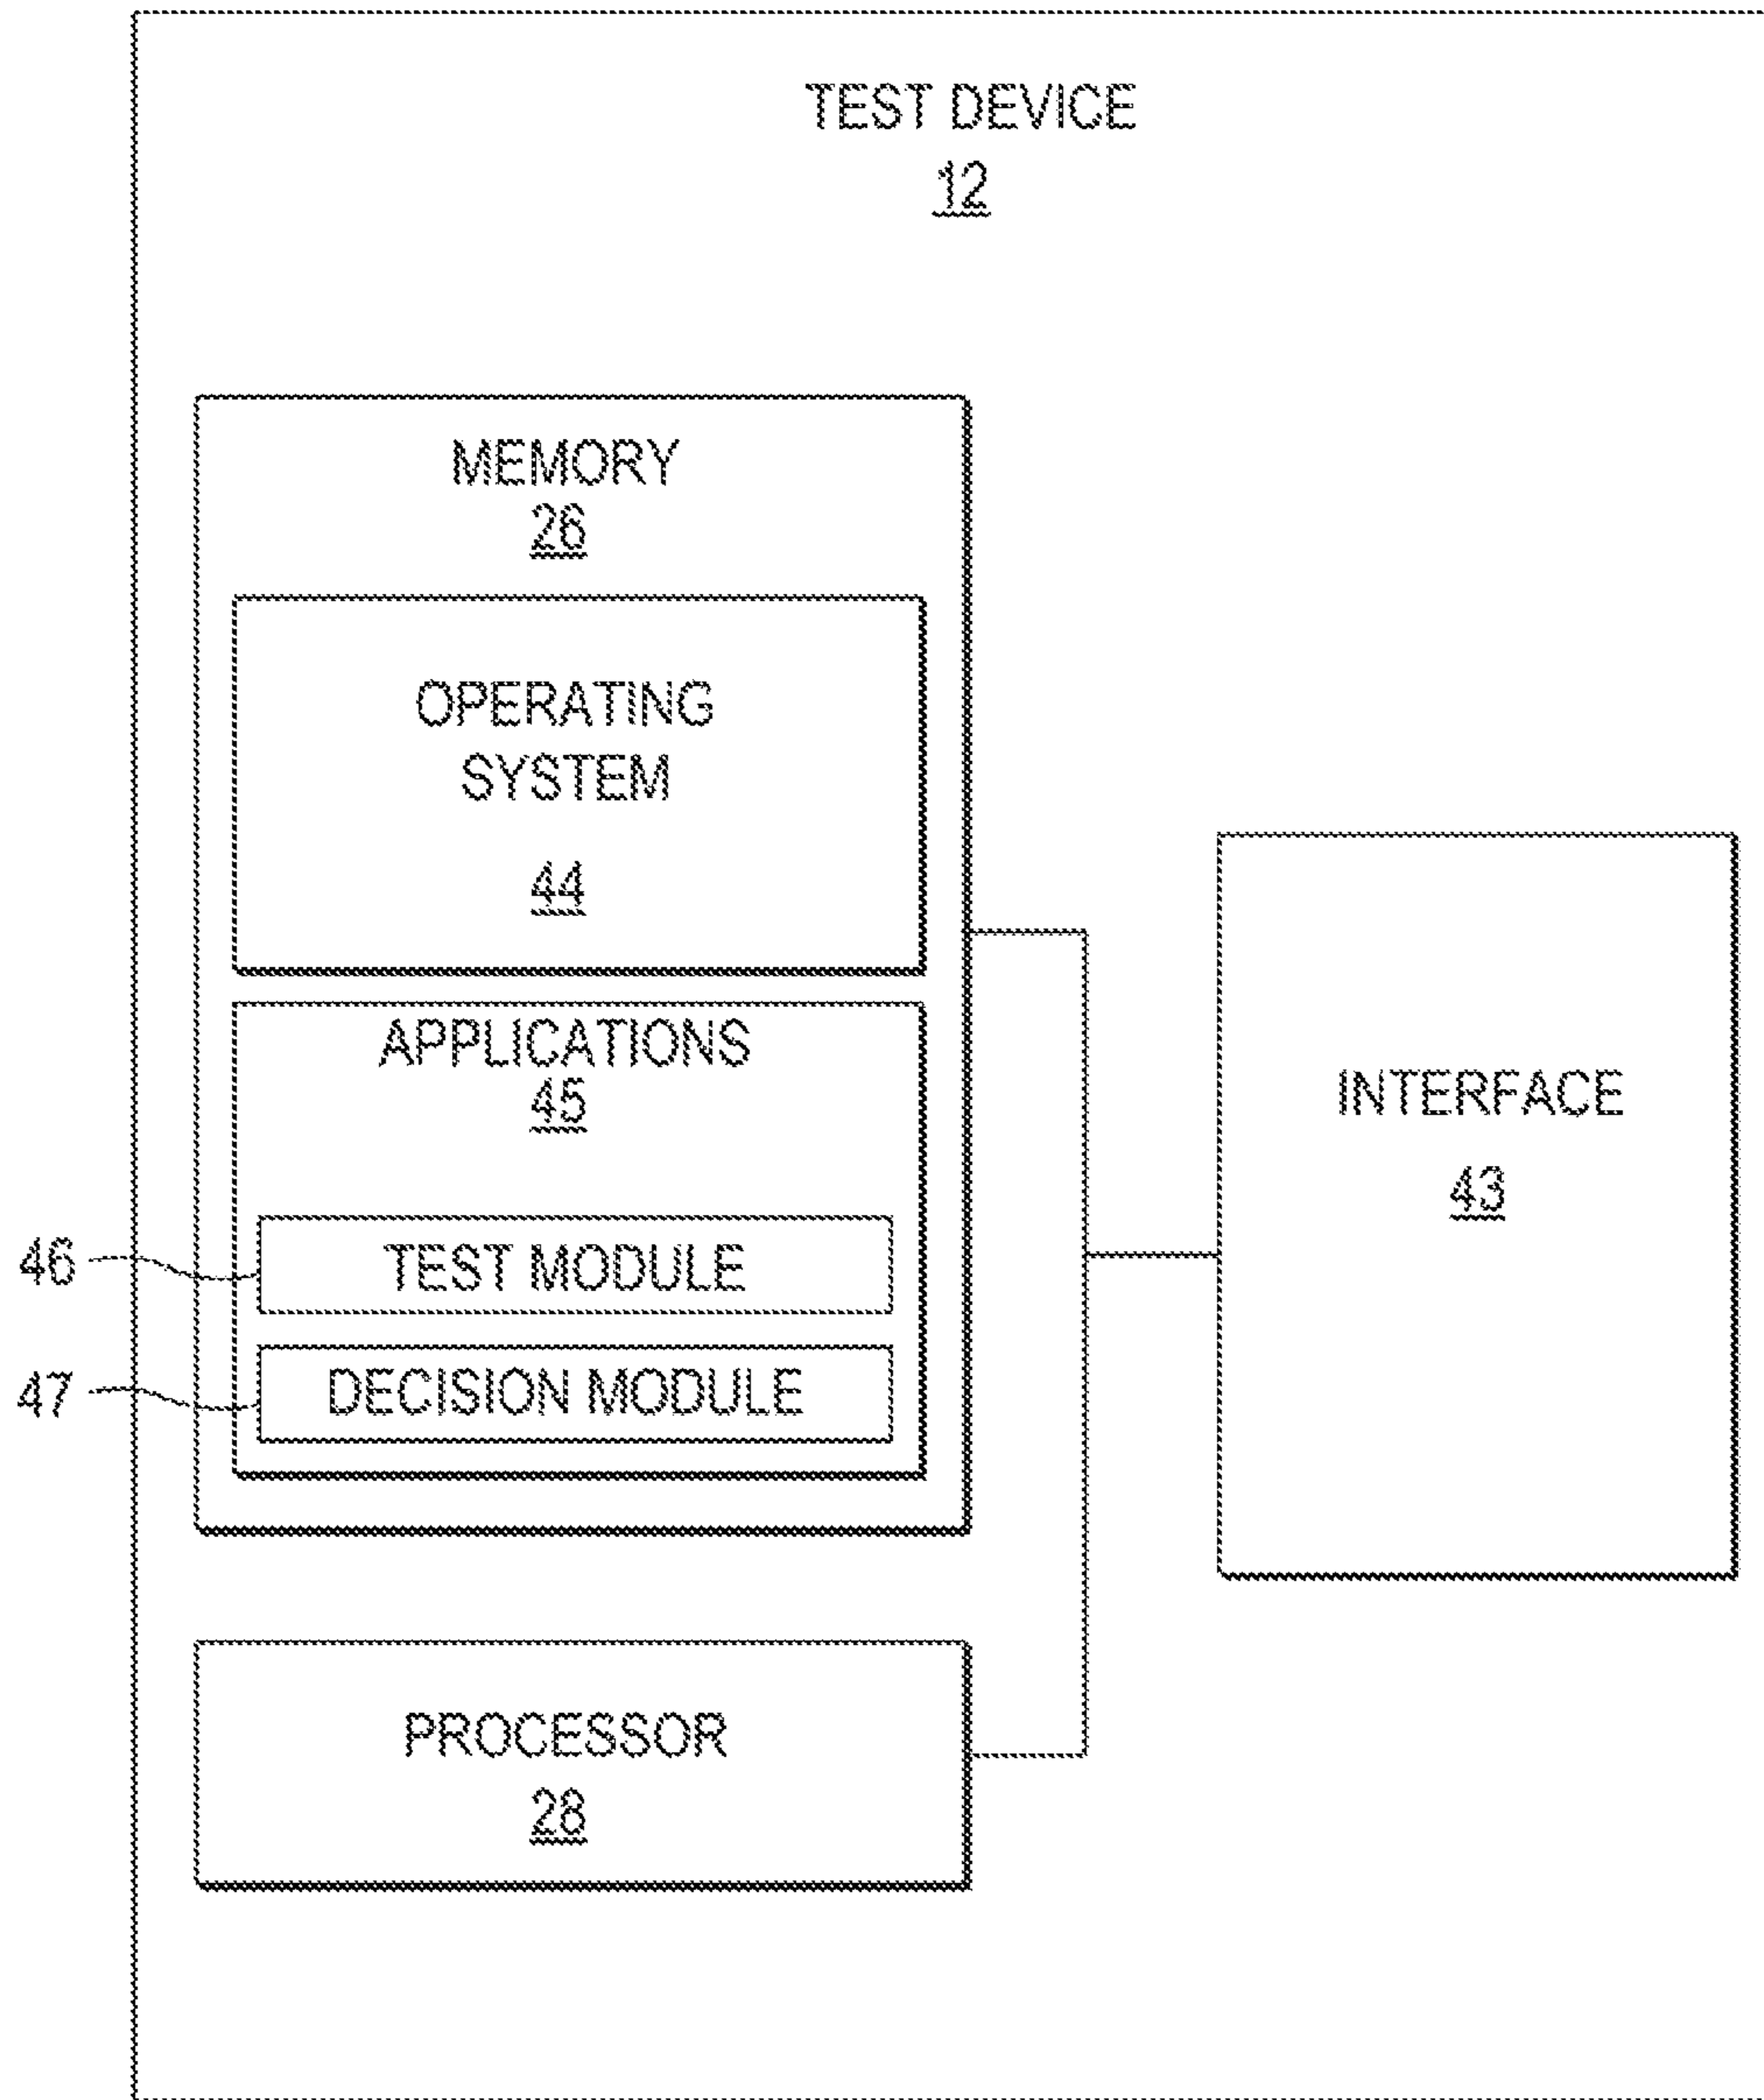 TEST DEVICE
12
MEMORY
26
OPERATING
SYSTEM
44
APPLICATIONS
45
46
TEST MODULE
47
DECISION MODULE
INTERFACE
43
PROCESSOR
28